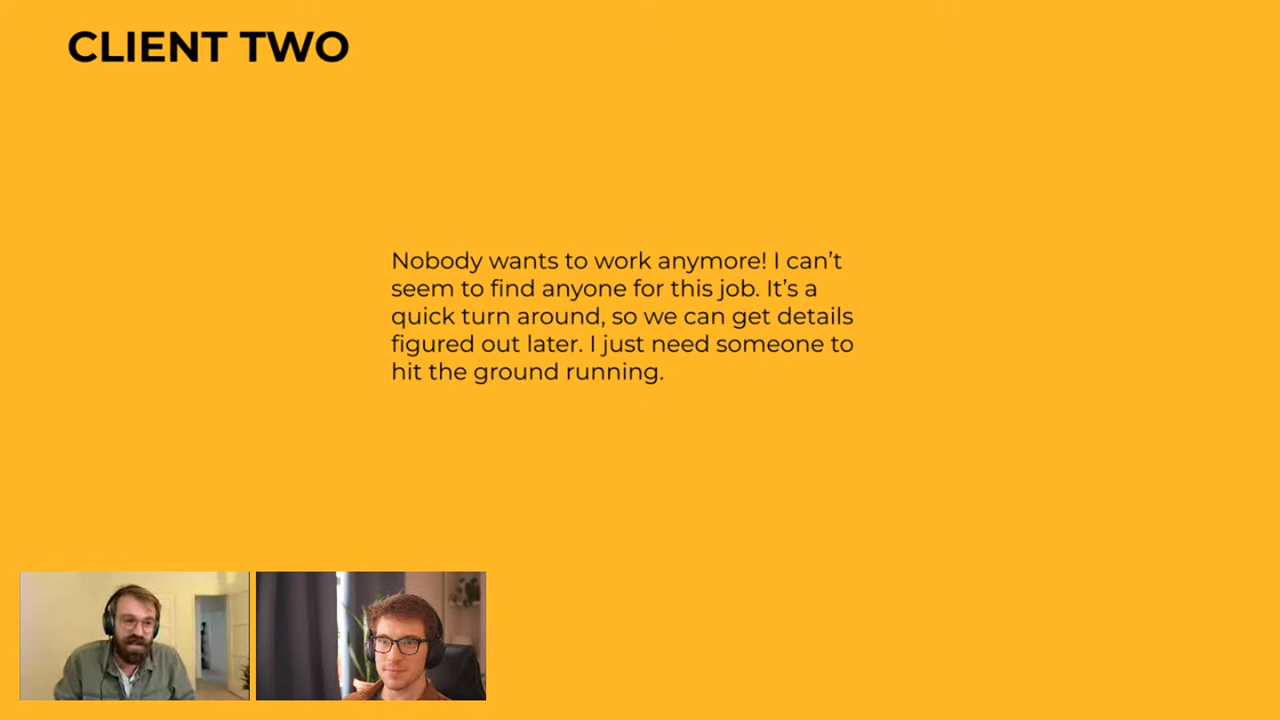 CLIENT TWO
Nobody wants to work anymore! I can’t
seem to find anyone for this job. It’s a
quick turn around, so we can get details
figured out later. I just need someone to
hit the ground running.